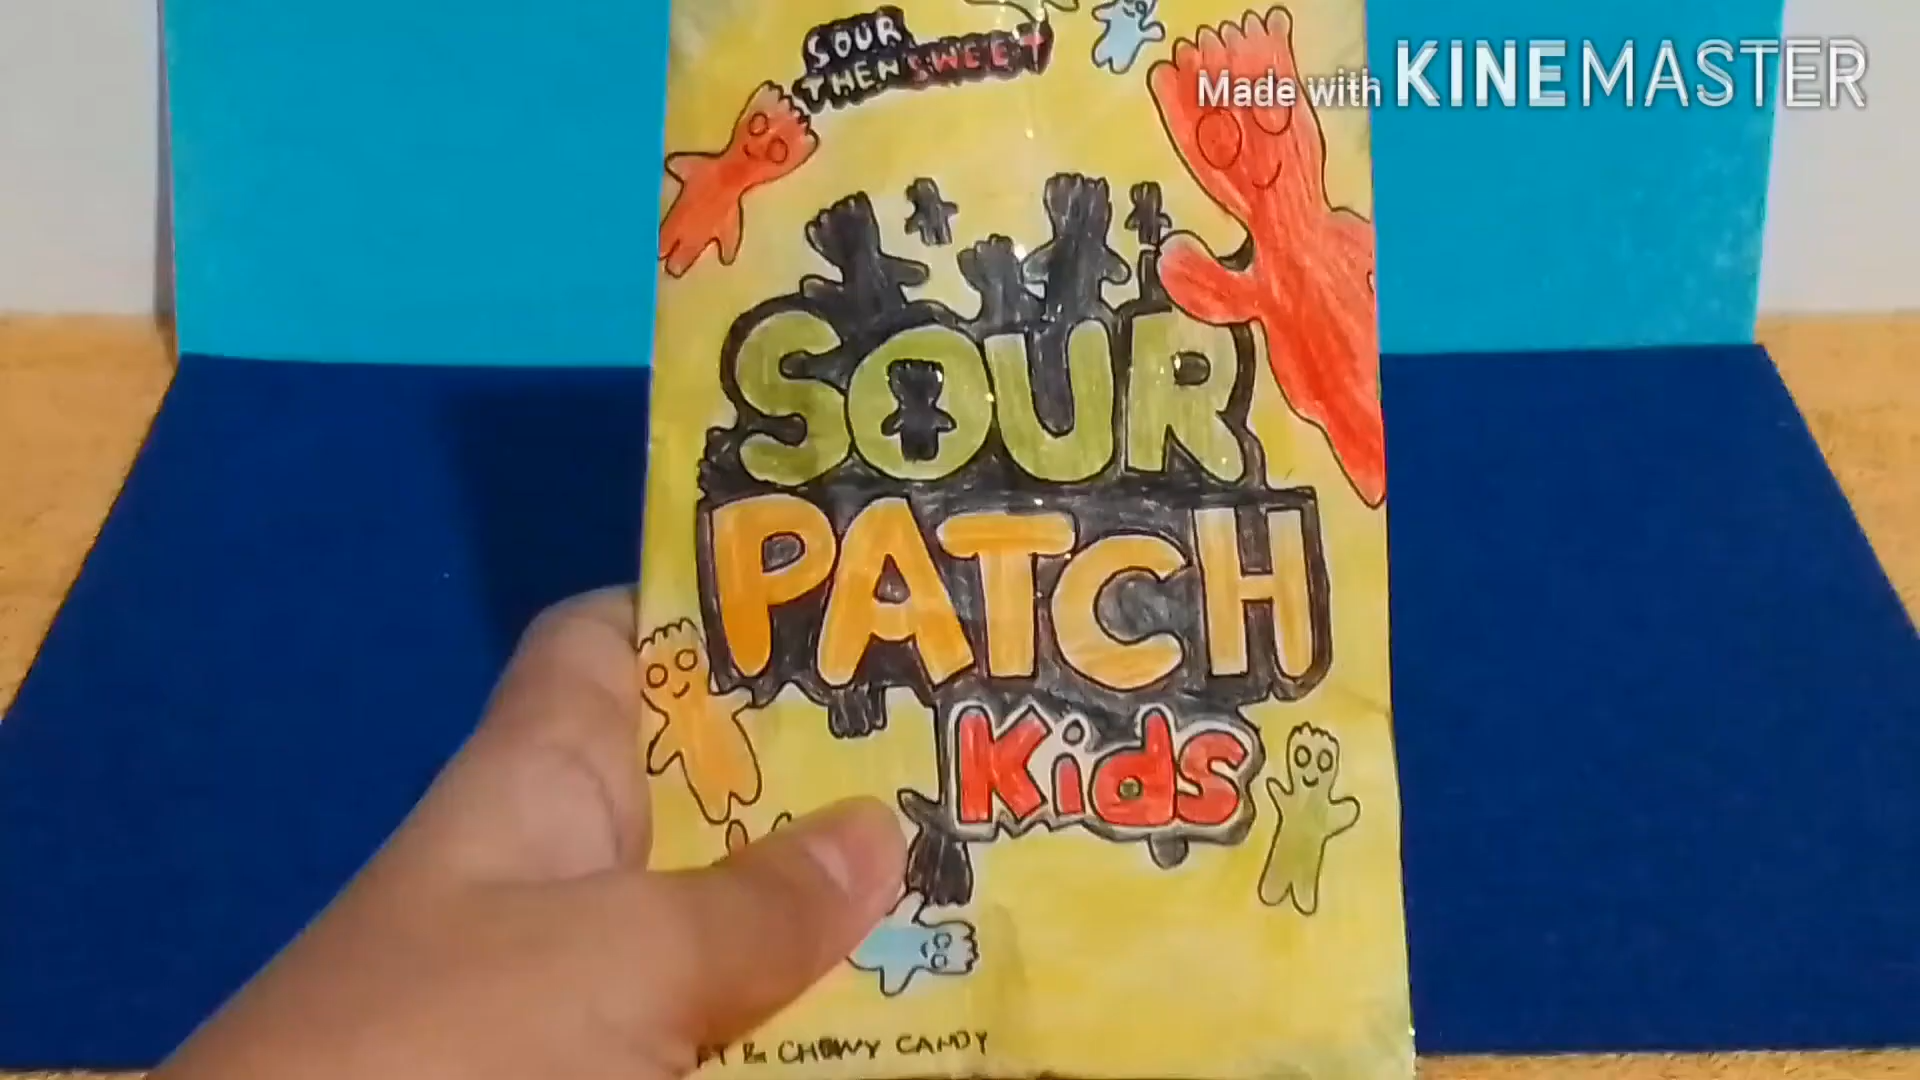 SOUR
THEN SWEET
Made with KINEMASTER
SOUR
PATCH
Kids
& CHEWY CANDY